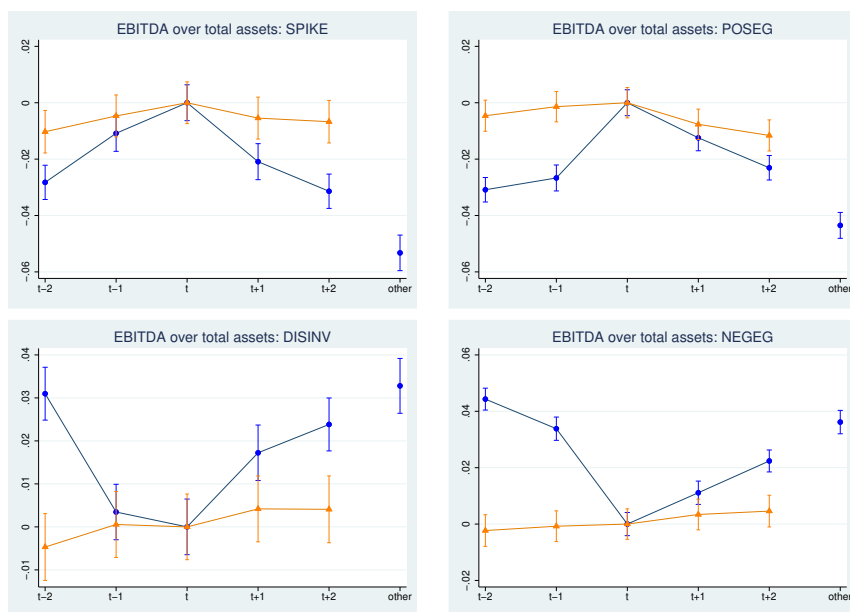 EBITDA over total assets: SPIKE
.02
0
-.02
-.04
-.06
t-2 t-1 t t+1 t+2 other
EBITDA over total assets: POSEG
.02
0
-.02
-.04
-.06
t-2 t-1 t t+1 t+2 other
EBITDA over total assets: DISINV
.04
.03
.02
.01
0
-.01
t-2 t-1 t t+1 t+2 other
EBITDA over total assets: NEGEG
.06
.04
.02
0
-.02
t-2 t-1 t t+1 t+2 other